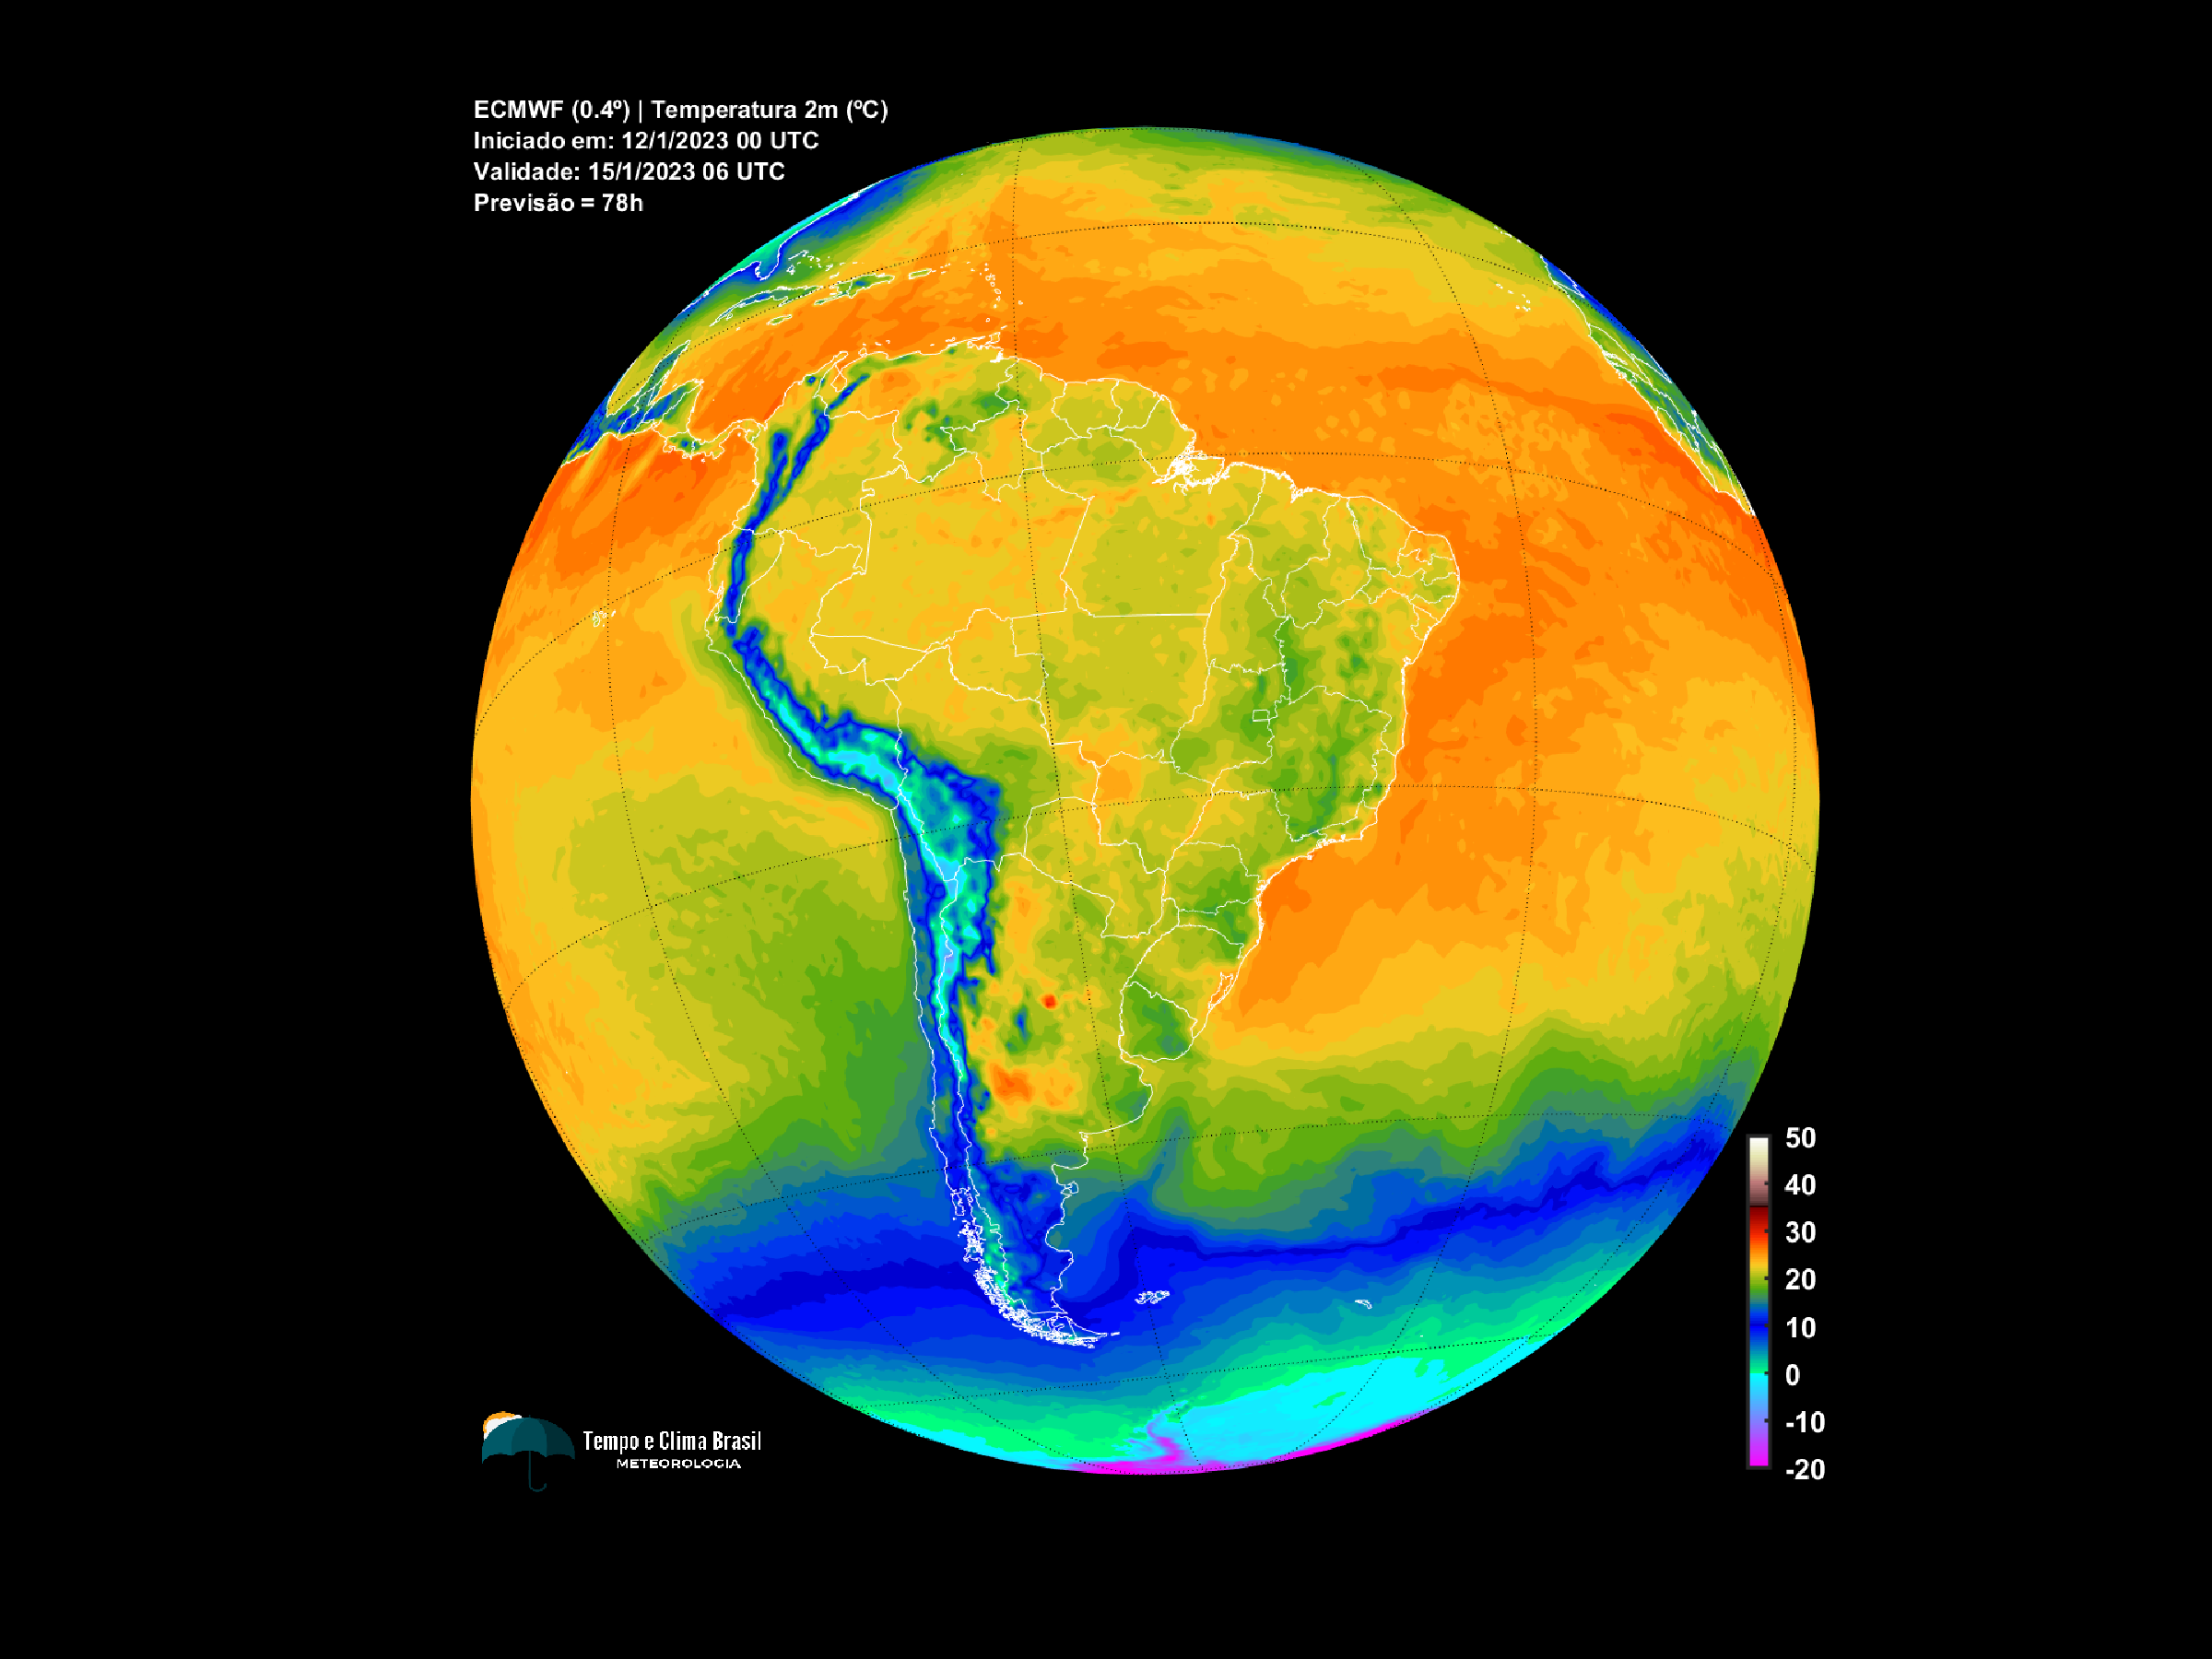 ECMWF (0.4º) | Temperatura 2m (ºC)
Iniciado em: 12/1/2023 00 UTC
Validade: 15/1/2023 06 UTC
Previsão = 78h
50
40
30
20
10
0
-10
-20
Tempo e Clima Brasil
METEOROLOGIA